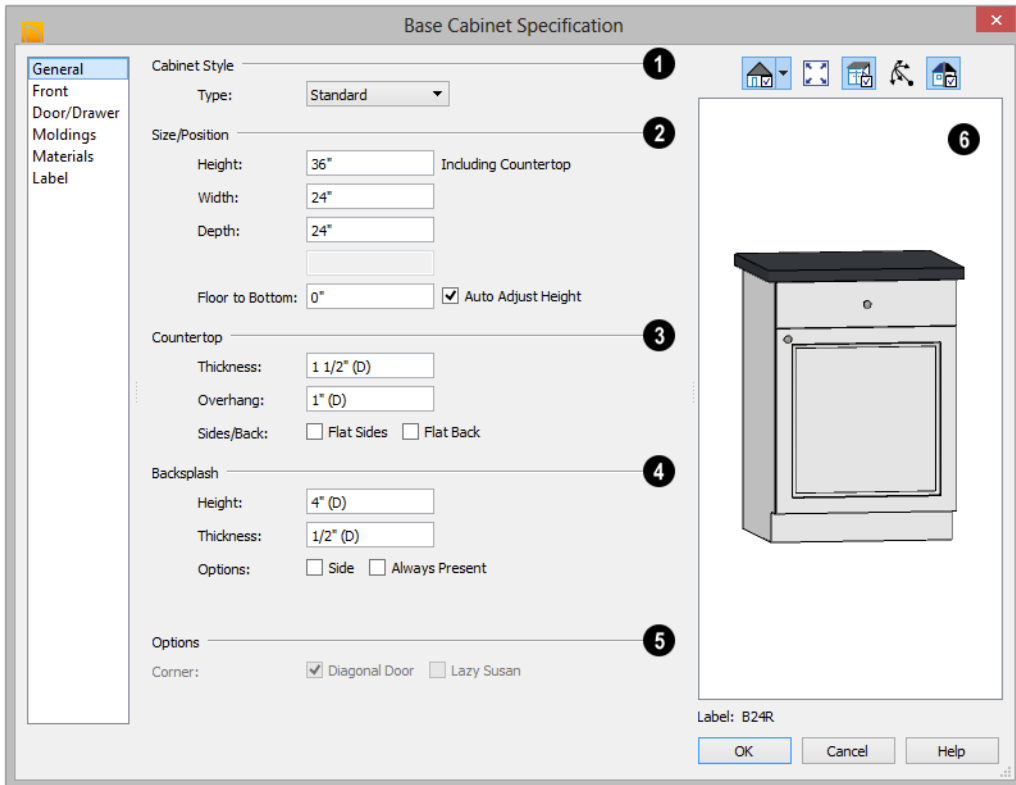 Base Cabinet Specification
General
Front
Door/Drawer
Moldings
Materials
Label
Cabinet Style 1
Type: Standard
Size/Position 2
Height: 36" Including Countertop
Width: 24"
Depth: 24"
Floor to Bottom: 0" Auto Adjust Height
Countertop 3
Thickness: 1 1/2" (D)
Overhang: 1" (D)
Sides/Back: Flat Sides Flat Back
Backsplash 4
Height: 4" (D)
Thickness: 1/2" (D)
Options: Side Always Present
Options 5
Corner: Diagonal Door Lazy Susan
6
Label: B24R
OK Cancel Help